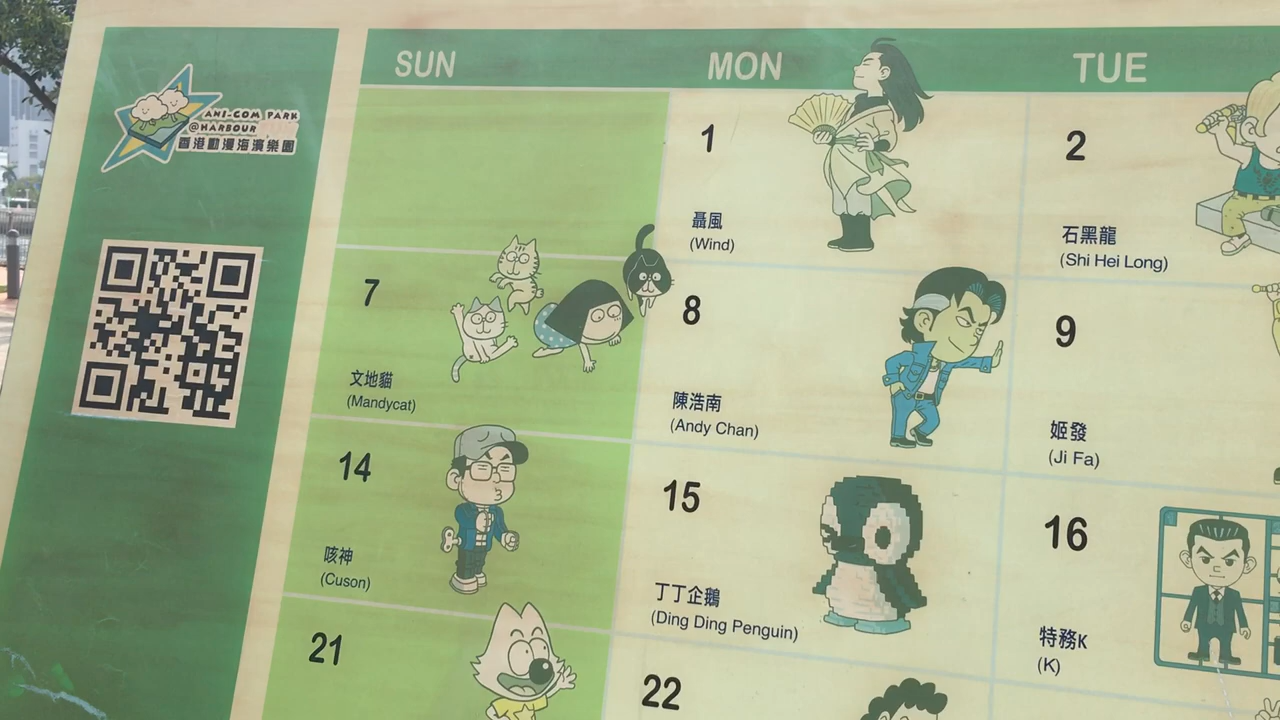 ANI-COM PARK
@HARBOUR
香港動漫海濱樂園
SUN
MON
TUE
1
聶風
(Wind)
2
石黑龍
(Shi Hei Long)
7
文地貓
(Mandycat)
8
陳浩南
(Andy Chan)
9
姬發
(Ji Fa)
14
咳神
(Cuson)
15
丁丁企鵝
(Ding Ding Penguin)
16
特務K
(K)
21
22